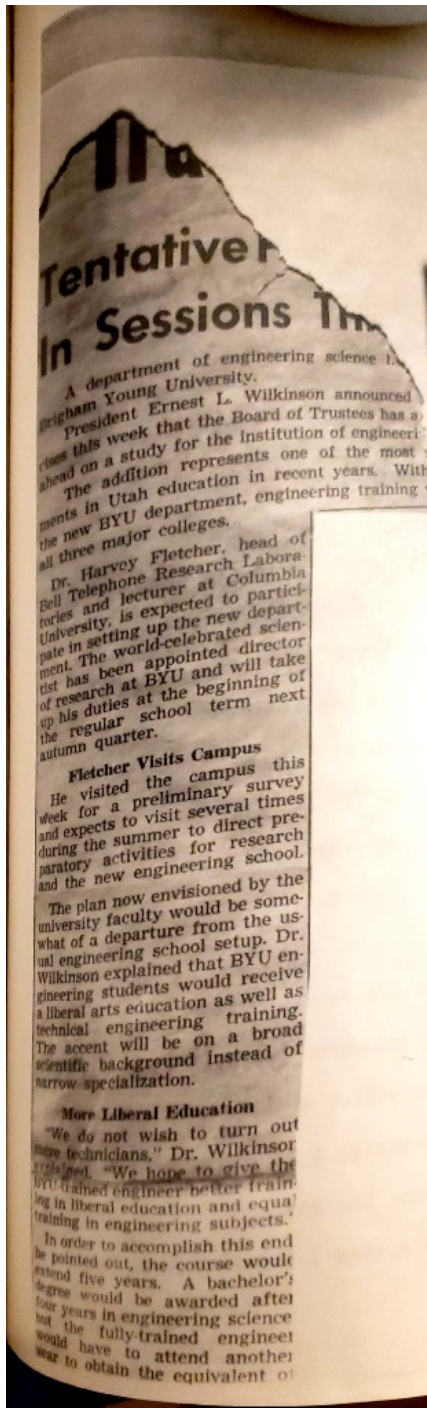 Tentative
In Sessions
A department of engineering science
Brigham Young University.
President Ernest L. Wilkinson announced
this week that the Board of Trustees has
ahead on a study for the institution of engineeri
The addition represents one of the most
ments in Utah education in recent years. With
the new BYU department, engineering training
all three major colleges.
Dr. Harvey Fletcher, head of
Bell Telephone Research Labora-
tories and lecturer at Columbia
University, is expected to partici-
pate in setting up the new depart-
ment. The world-celebrated scien-
tist has been appointed director
of research at BYU and will take
up his duties at the beginning of
the regular school term next
autumn quarter.
Fletcher Visits Campus
He visited the campus this
week for a preliminary survey
and expects to visit several times
during the summer to direct pre-
paratory activities for research
and the new engineering school.
The plan now envisioned by the
university faculty would be some-
what of a departure from the us-
ual engineering school setup. Dr.
Wilkinson explained that BYU en-
gineering students would receive
a liberal arts education as well as
technical engineering training.
The accent will be on a broad
scientific background instead of
narrow specialization.
More Liberal Education
"We do not wish to turn out
mere technicians," Dr. Wilkinson
explained. "We hope to give the
BYU-trained engineer better train-
ing in liberal education and equal
training in engineering subjects."
In order to accomplish this end
he pointed out, the course would
extend five years. A bachelor's
degree would be awarded after
four years in engineering science
but the fully-trained engineer
would have to attend another
year to obtain the equivalent of